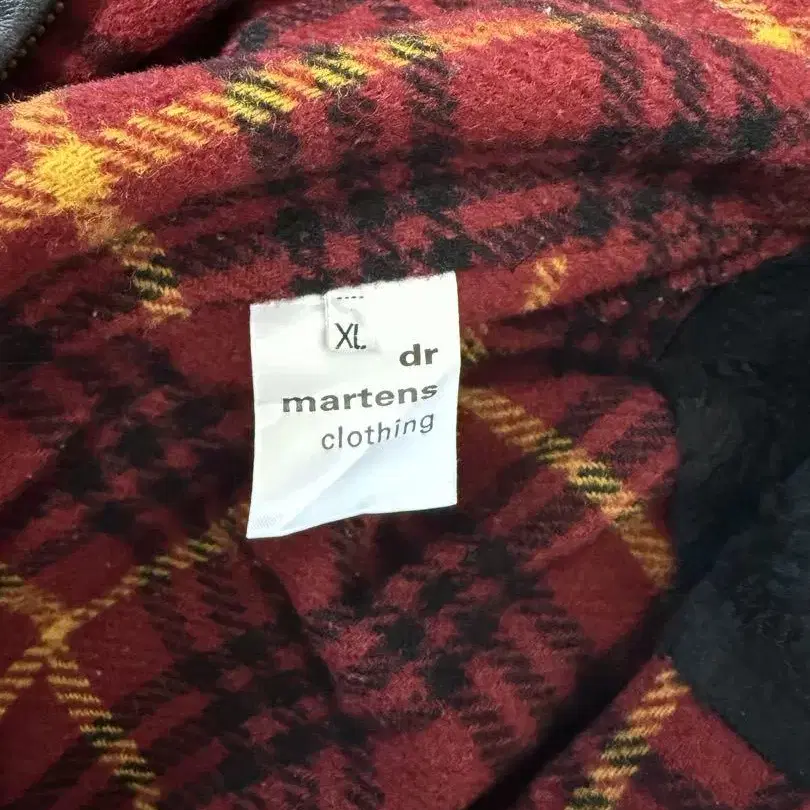 XL
dr
martens
clothing